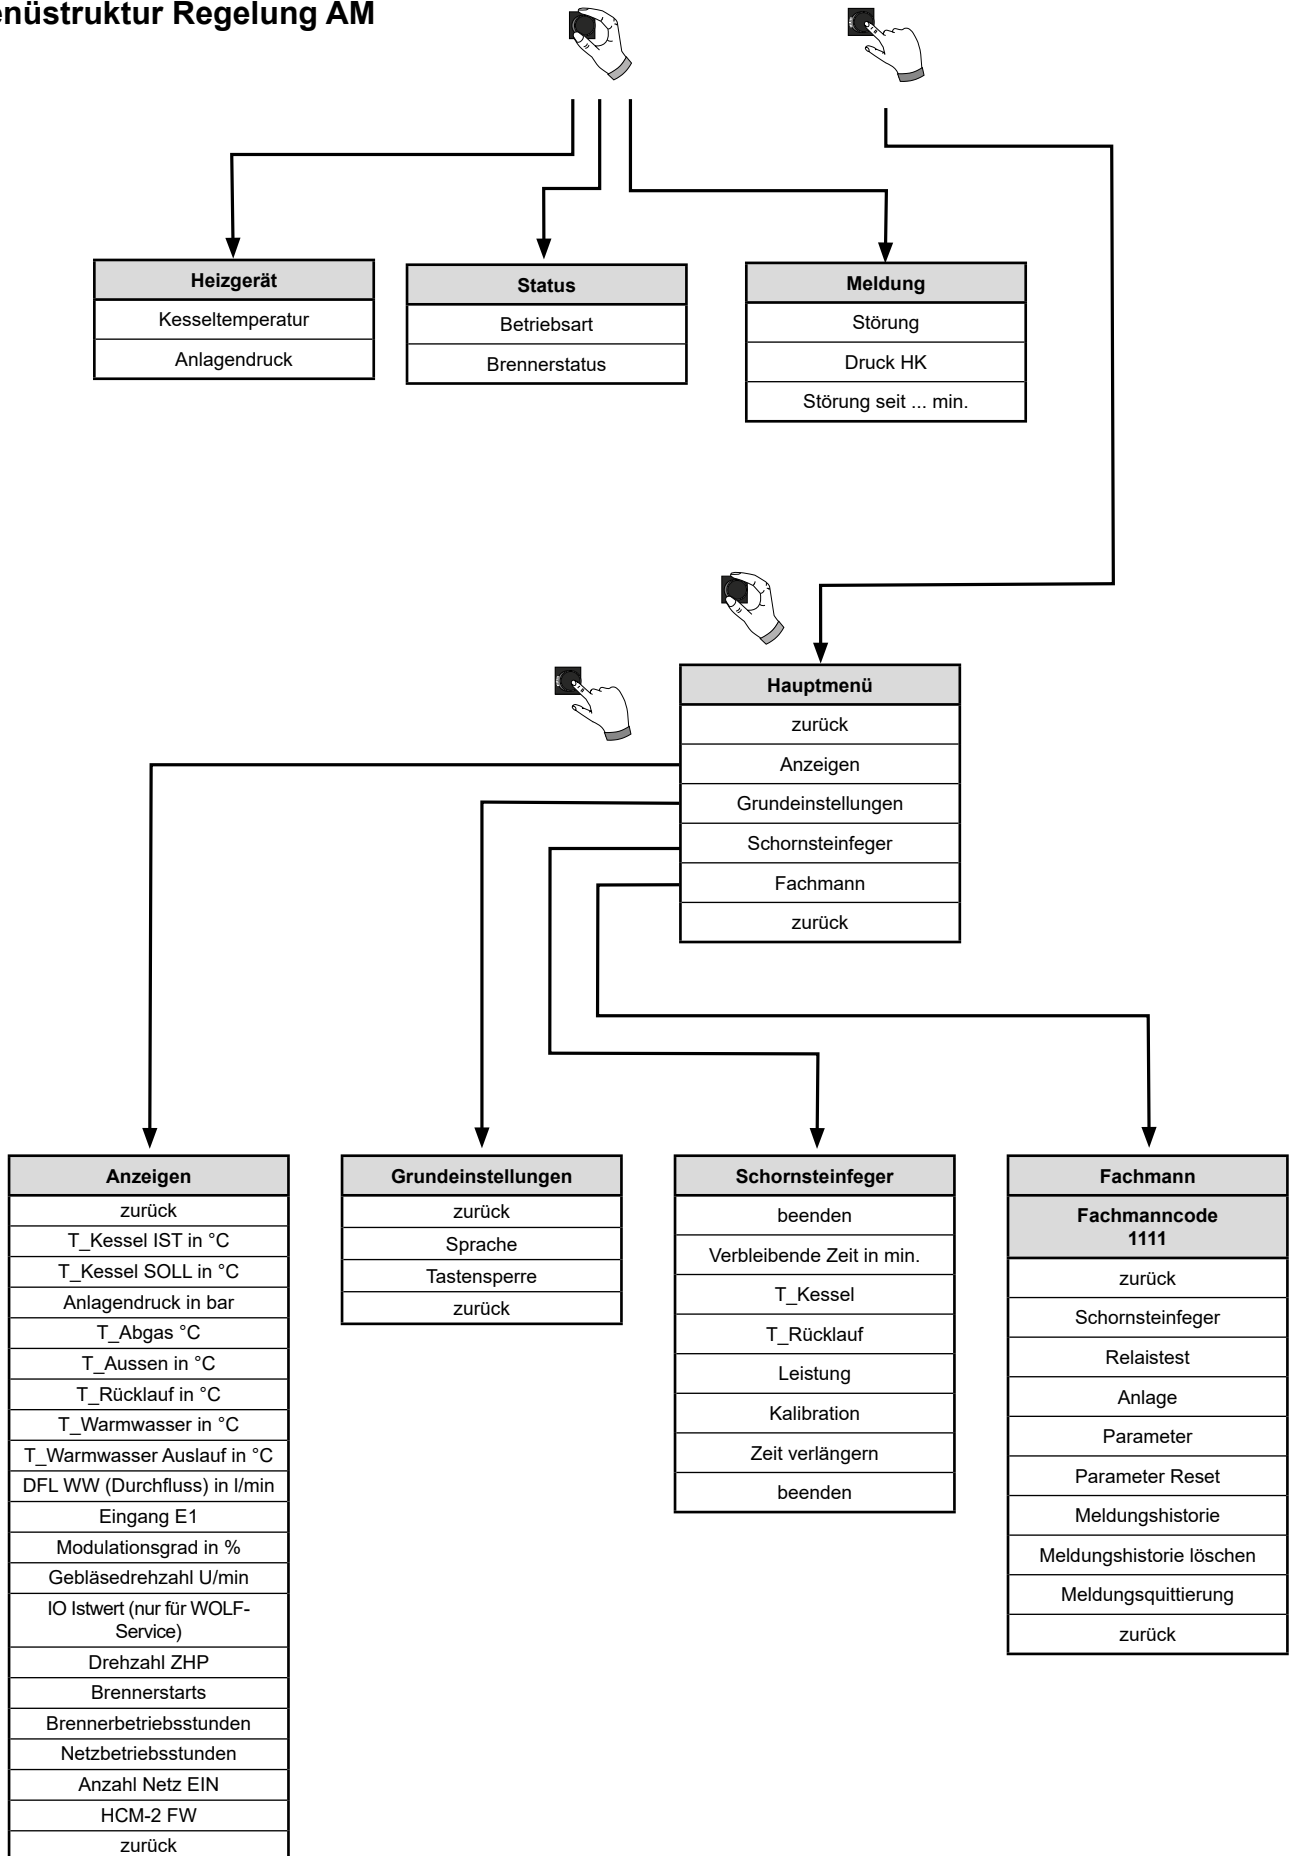 enüstruktur Regelung AM
Heizgerät
Kesseltemperatur
Anlagendruck
Status
Betriebsart
Brennerstatus
Meldung
Störung
Druck HK
Störung seit ... min.
Hauptmenü
zurück
Anzeigen
Grundeinstellungen
Schornsteinfeger
Fachmann
zurück
Anzeigen
zurück
T_Kessel IST in °C
T_Kessel SOLL in °C
Anlagendruck in bar
T_Abgas °C
T_Aussen in °C
T_Rücklauf in °C
T_Warmwasser in °C
T_Warmwasser Auslauf in °C
DFL WW (Durchfluss) in l/min
Eingang E1
Modulationsgrad in %
Gebläsedrehzahl U/min
IO Istwert (nur für WOLF-
Service)
Drehzahl ZHP
Brennerstarts
Brennerbetriebsstunden
Netzbetriebsstunden
Anzahl Netz EIN
HCM-2 FW
zurück
Grundeinstellungen
zurück
Sprache
Tastensperre
zurück
Schornsteinfeger
beenden
Verbleibende Zeit in min.
T_Kessel
T_Rücklauf
Leistung
Kalibration
Zeit verlängern
beenden
Fachmann
Fachmanncode
1111
zurück
Schornsteinfeger
Relaistest
Anlage
Parameter
Parameter Reset
Meldungshistorie
Meldungshistorie löschen
Meldungsquittierung
zurück